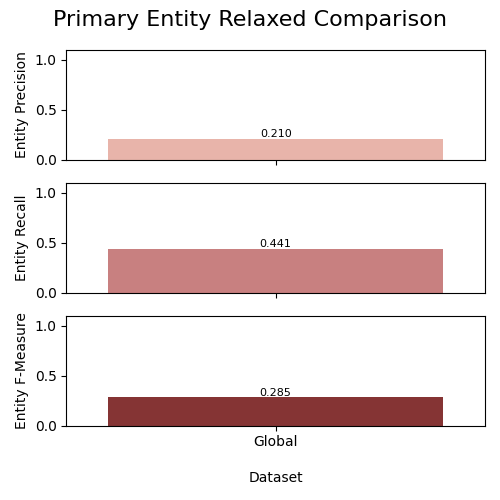 Primary Entity Relaxed Comparison
Entity Precision
1.0
0.5
0.0
0.210
Entity Recall
1.0
0.5
0.0
0.441
Entity F-Measure
1.0
0.5
0.0
0.285
Global
Dataset